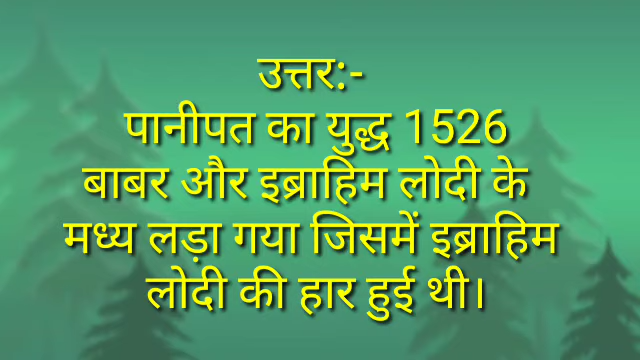 उत्तर:-
पानीपत का युद्ध 1526
बाबर और इब्राहिम लोदी के
मध्य लड़ा गया जिसमें इब्राहिम
लोदी की हार हुई थी।